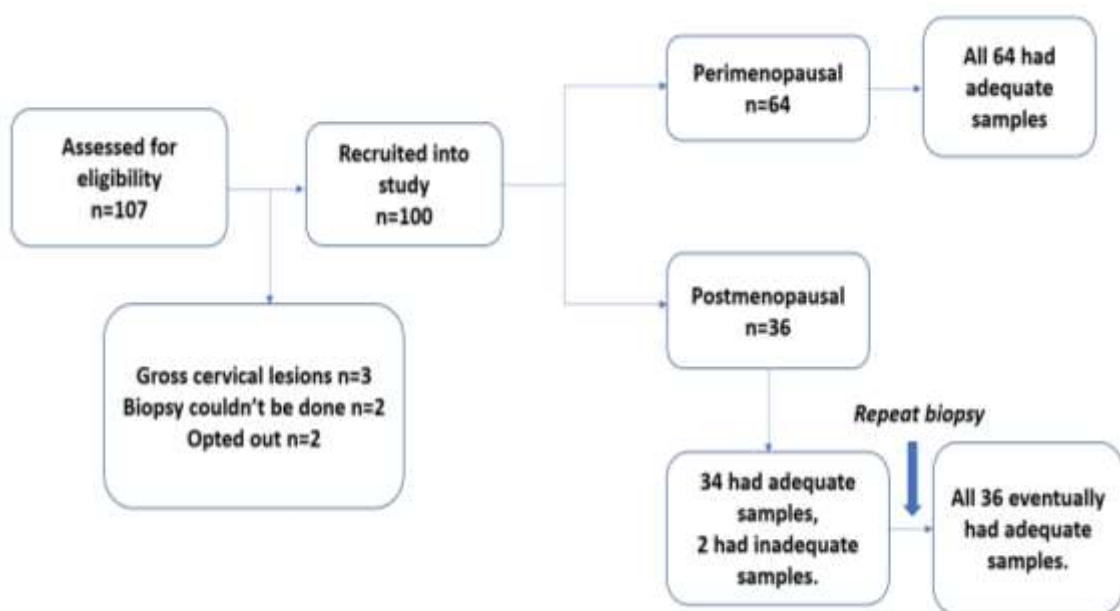 Assessed for
eligibility
n=107
Recruited into
study
n=100
Gross cervical lesions n=3
Biopsy couldn't be done n=2
Opted out n=2
Perimenopausal
n=64
All 64 had
adequate
samples
Postmenopausal
n=36
34 had adequate
samples,
2 had inadequate
samples.
Repeat biopsy
All 36 eventually
had adequate
samples.